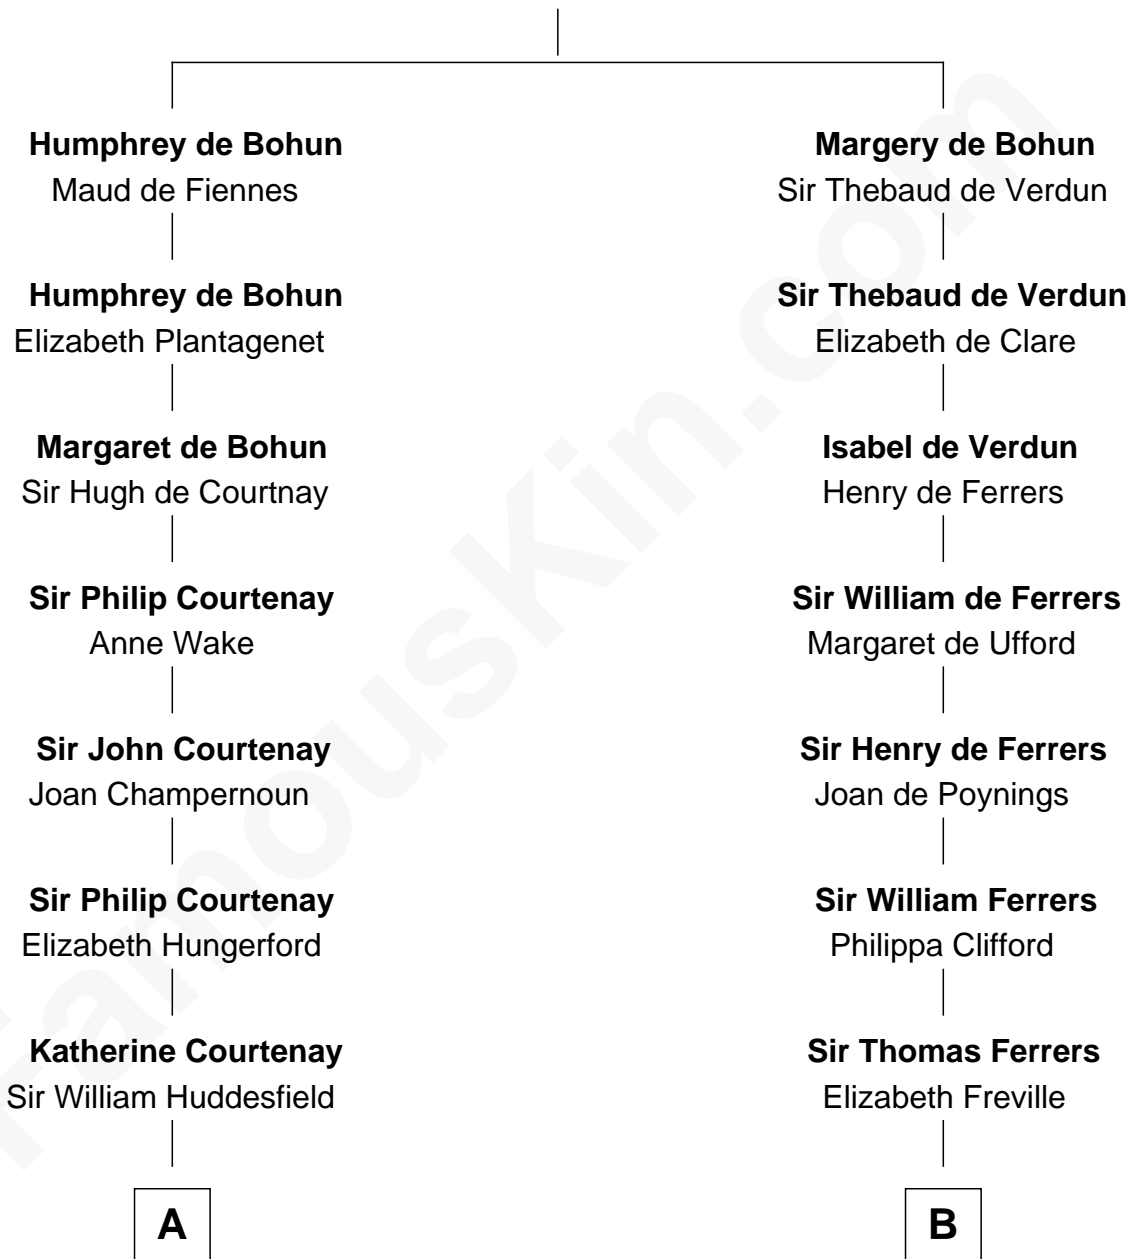 Humphrey de Bohun
Maud de Fiennes
Humphrey de Bohun
Elizabeth Plantagenet
Margaret de Bohun
Sir Hugh de Courtnay
Sir Philip Courtenay
Anne Wake
Sir John Courtenay
Joan Champernoun
Sir Philip Courtenay
Elizabeth Hungerford
Katherine Courtenay
Sir William Huddesfield
A
Margery de Bohun
Sir Thebaud de Verdun
Sir Thebaud de Verdun
Elizabeth de Clare
Isabel de Verdun
Henry de Ferrers
Sir William de Ferrers
Margaret de Ufford
Sir Henry de Ferrers
Joan de Poynings
Sir William Ferrers
Philippa Clifford
Sir Thomas Ferrers
Elizabeth Freville
B
FamousKin.com